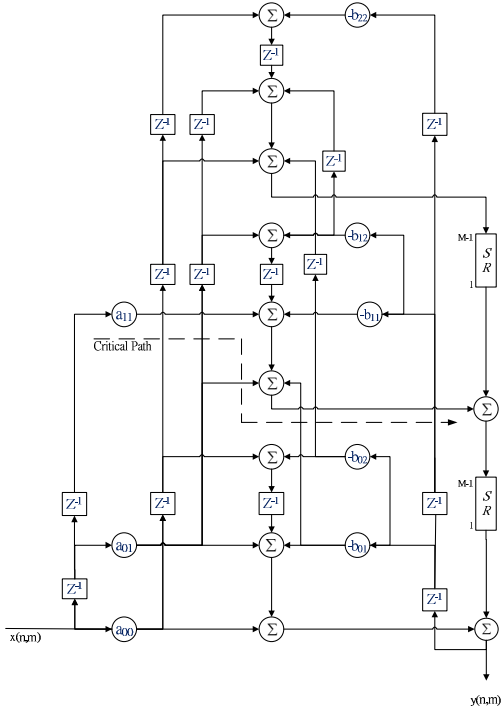 Σ -b₂₂
Z⁻¹
Σ
Z⁻¹ Z⁻¹ Z⁻¹
Σ Z⁻¹
Σ -b₁₂ M-1
Z⁻¹ Z⁻¹ Z⁻¹ Z⁻¹ S R
1
a₁₁ Σ -b₁₁
Critical Path
Σ
Σ
Σ -b₀₂
M-1
Z⁻¹ Z⁻¹ Z⁻¹ Z⁻¹ S R
1
a₀₁ Σ -b₀₁
Z⁻¹ Z⁻¹
x(n,m) a₀₀ Σ Σ
y(n,m)